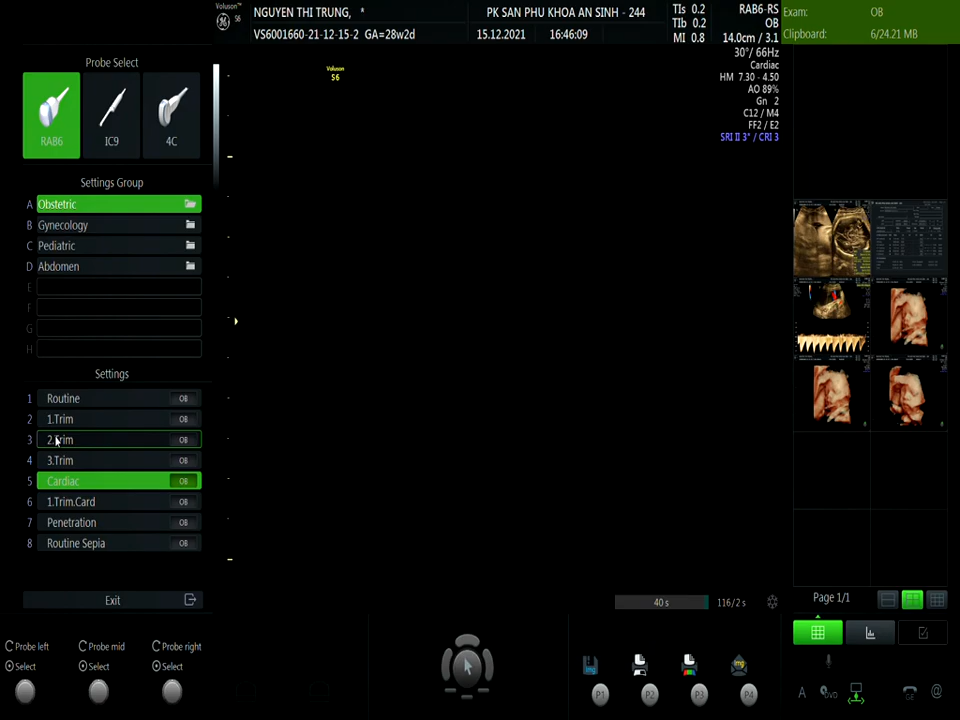 Voluson™
S6
NGUYEN THI TRUNG, *
PK SAN PHU KHOA AN SINH - 244
VS6001660-21-12-15-2 GA=28w2d
15.12.2021
16:46:09
TIs 0.2
TIb 0.2
MI 0.8
RAB6-RS
OB
14.0cm / 3.1
30°/ 66Hz
Cardiac
HM 7.30 - 4.50
AO 89%
Gn 2
C12 / M4
FF2 / E2
SRI II 3* / CRI 3
Exam: OB
Clipboard: 6/24.21 MB
Voluson
S6
Probe Select
RAB6
IC9
4C
Settings Group
A Obstetric
B Gynecology
C Pediatric
D Abdomen
E
F
G
H
Settings
1 Routine OB
2 1.Trim OB
3 2.Trim OB
4 3.Trim OB
5 Cardiac OB
6 1.Trim.Card OB
7 Penetration OB
8 Routine Sepia OB
Exit
40 s
116/2 s
Page 1/1
Probe left
Probe mid
Probe right
Select
Select
Select
P1
P2
P3
P4
A
DVD
@